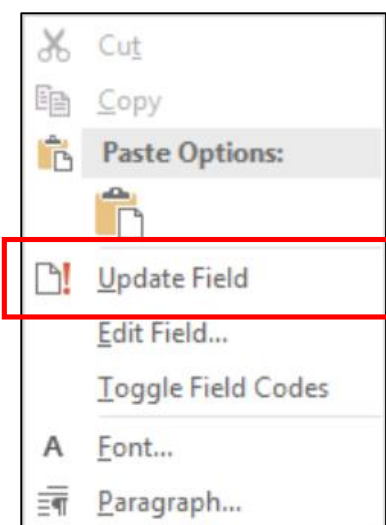 Cut
Copy
Paste Options:
Update Field
Edit Field...
Toggle Field Codes
A Font...
Paragraph...